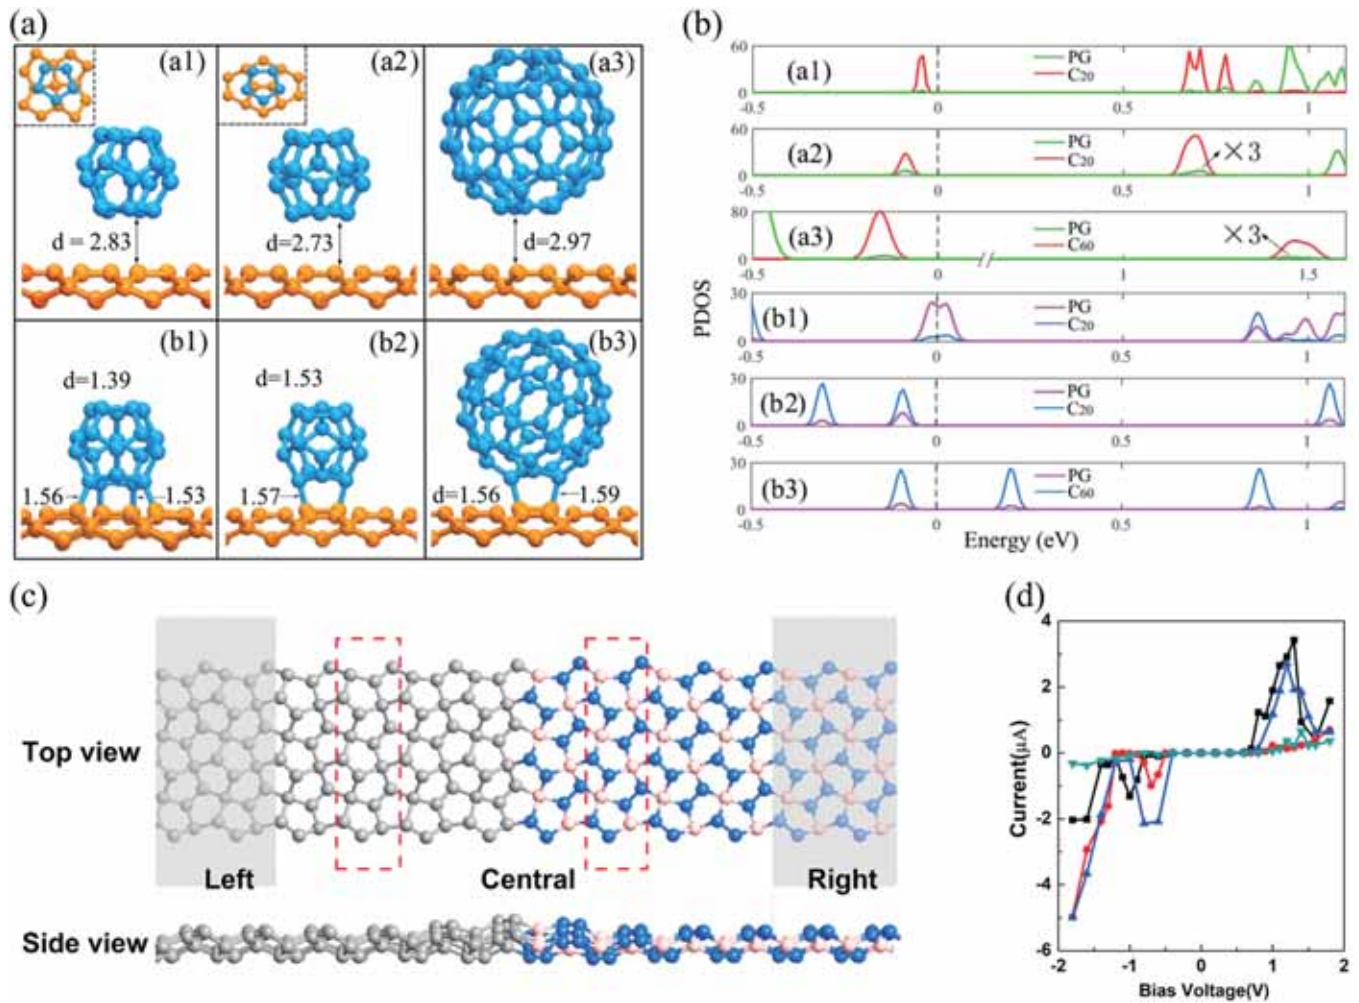 (a)
(a1)
(a2)
(a3)
d = 2.83
d=2.73
d=2.97
(b1)
(b2)
(b3)
d=1.39
d=1.53
1.56
1.53
1.57
d=1.56
1.59
(b)
PDOS
60
(a1)
PG
C20
0
-0.5
0
0.5
1
60
(a2)
PG
C20
×3
0
-0.5
0
0.5
1
80
(a3)
PG
C60
×3
0
-0.5
0
1
1.5
30
(b1)
PG
C20
0
-0.5
0
0.5
1
30
(b2)
PG
C20
0
-0.5
0
0.5
1
30
(b3)
PG
C60
0
-0.5
0
0.5
1
Energy (eV)
(c)
Top view
Left
Central
Right
Side view
(d)
Current(μA)
4
2
0
-2
-4
-6
-2
-1
0
1
2
Bias Voltage(V)